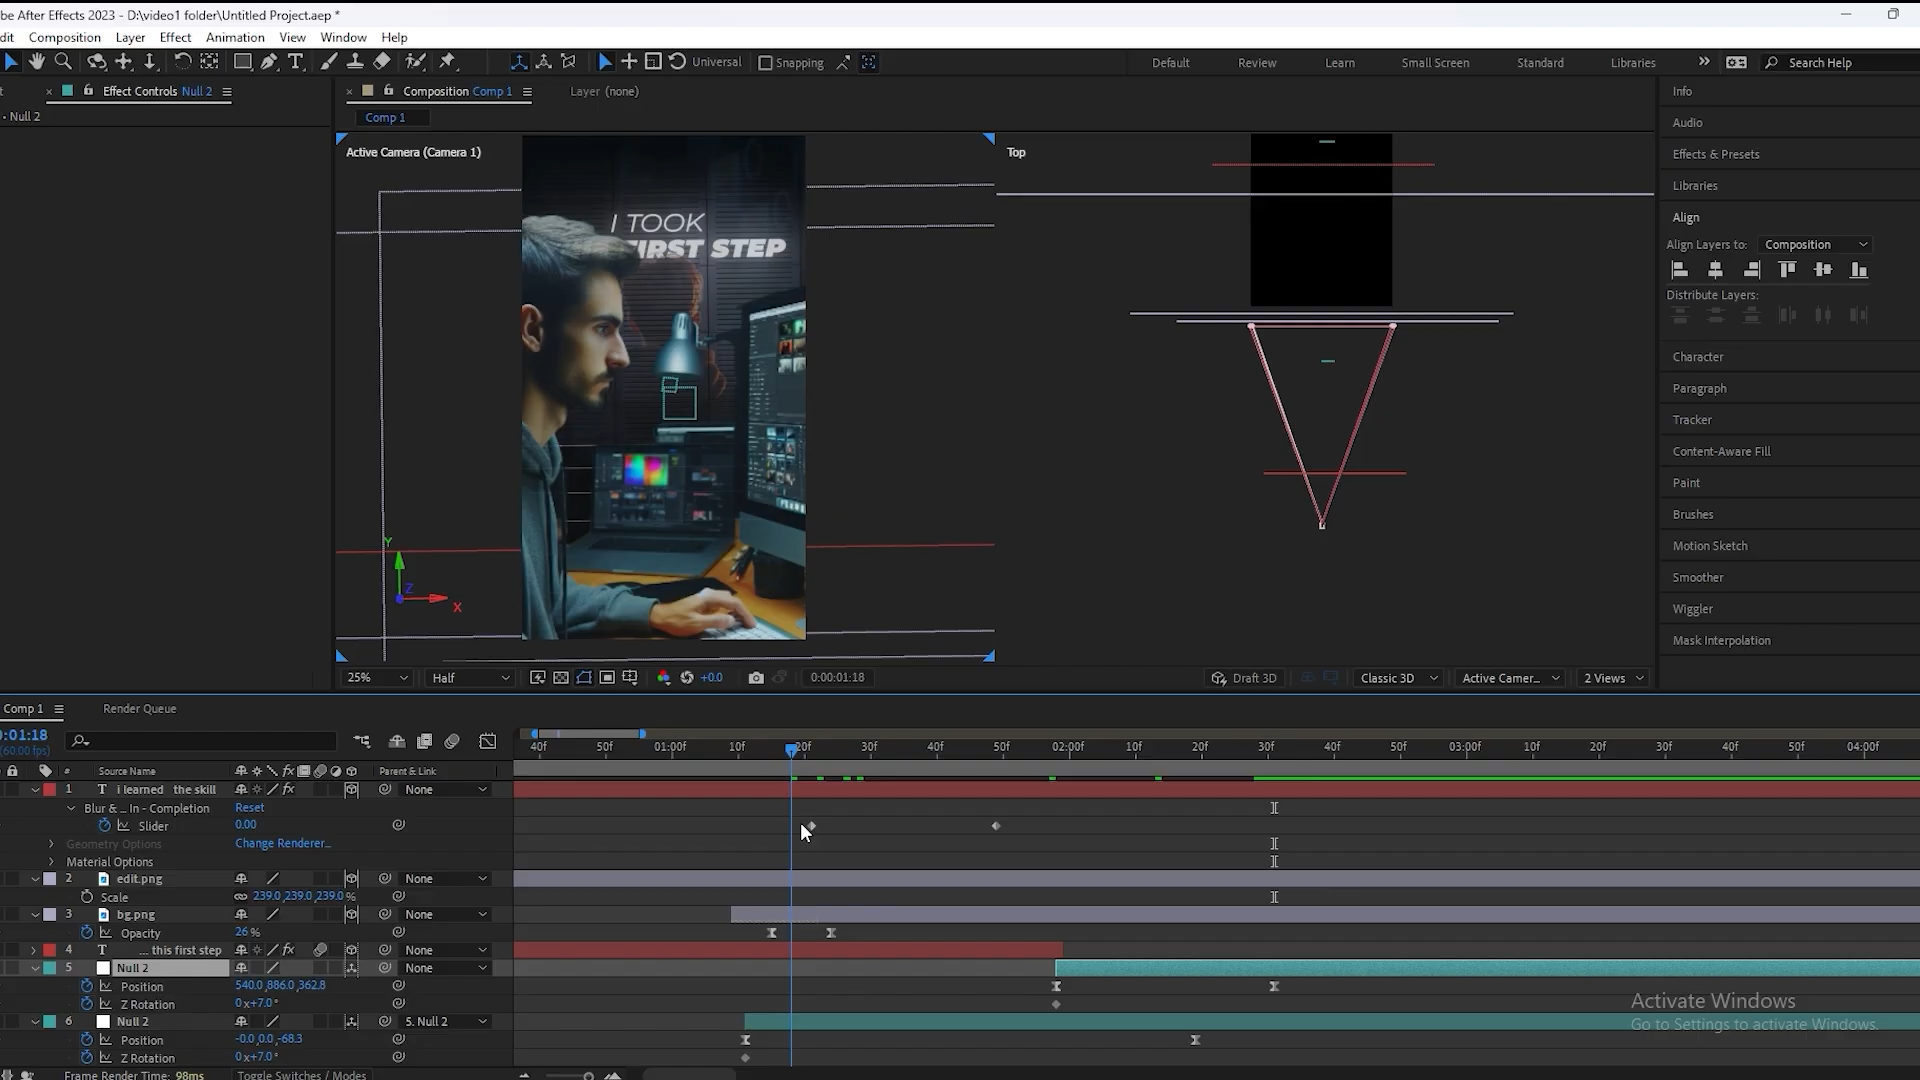 be After Effects 2023 - D:\video1 folder\Untitled Project.aep *
dit Composition Layer Effect Animation View Window Help
Universal Snapping Default Review Learn Small Screen Standard Libraries Search Help
Effect Controls Null 2
• Null 2
Composition Comp 1
Layer (none)
Comp 1
Active Camera (Camera 1)
Top
I TOOK
FIRST STEP
Y
Z
X
25% Half +0.0 0:00:01:18 Draft 3D Classic 3D Active Camer... 2 Views
Info
Audio
Effects & Presets
Libraries
Align
Align Layers to: Composition
Distribute Layers:
Character
Paragraph
Tracker
Content-Aware Fill
Paint
Brushes
Motion Sketch
Smoother
Wiggler
Mask Interpolation
Comp 1 Render Queue
0:01:18
(60.00 fps)
40f 50f 01:00f 10f 20f 30f 40f 50f 02:00f 10f 20f 30f 40f 50f 03:00f 10f 20f 30f 40f 50f 04:00f
# Source Name fx Parent & Link
1 T i learned the skill fx None
Blur & ... In - Completion Reset
Slider 0.00
Geometry Options Change Renderer...
Material Options
2 edit.png None
Scale 239.0,239.0,239.0 %
3 bg.png None
Opacity 26 %
4 T ... this first step fx None
5 Null 2 None
Position 540.0,886.0,362.8
Z Rotation 0x+7.0°
6 Null 2 5. Null 2
Position -0.0,0.0,-68.3
Z Rotation 0x+7.0°
Frame Render Time: 98ms Toggle Switches / Modes
Activate Windows
Go to Settings to activate Windows.